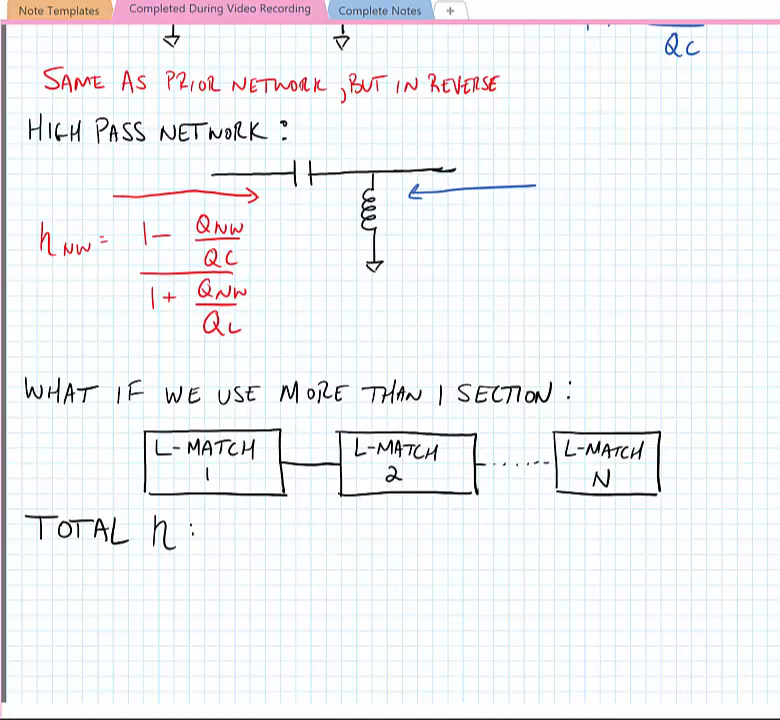 Note Templates
Completed During Video Recording
Complete Notes
+
QC
SAME AS PRIOR NETWORK, BUT IN REVERSE
HIGH PASS NETWORK:
η NW = 1 - QNW
QC
1 + QNW
QL
WHAT IF WE USE MORE THAN 1 SECTION:
L-MATCH
1
L-MATCH
2
......
L-MATCH
N
TOTAL η: